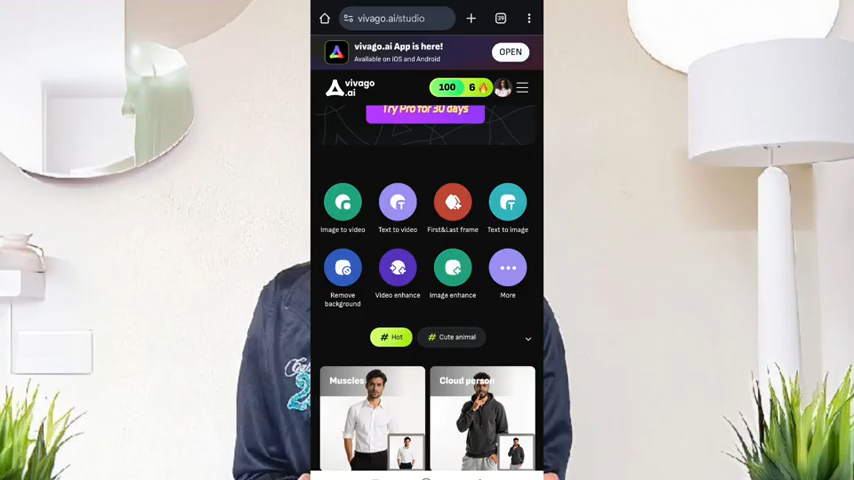 vivago.ai/studio
39
vivago.ai App is here!
Available on iOS and Android
OPEN
vivago
.ai
100 6
Try Pro for 30 days
Image to video
Text to video
First&Last frame
Text to image
Remove
background
Video enhance
Image enhance
More
# Hot
# Cute animal
Muscles
Cloud person